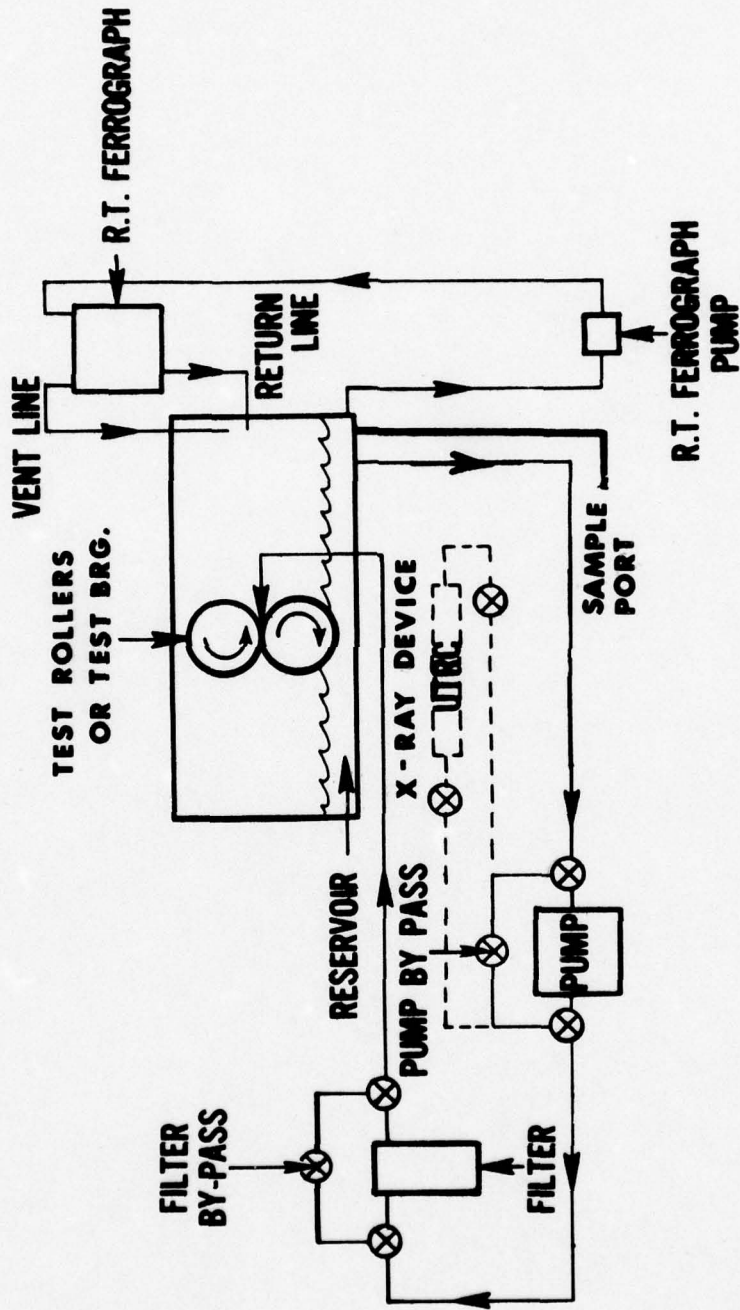 VENT LINE
R.T. FERROGRAPH
TEST ROLLERS
OR TEST BRG.
RETURN
LINE
FILTER
BY-PASS
RESERVOIR
X-RAY DEVICE
UTRC
PUMP BY PASS
SAMPLE
PORT
PUMP
FILTER
R.T. FERROGRAPH
PUMP